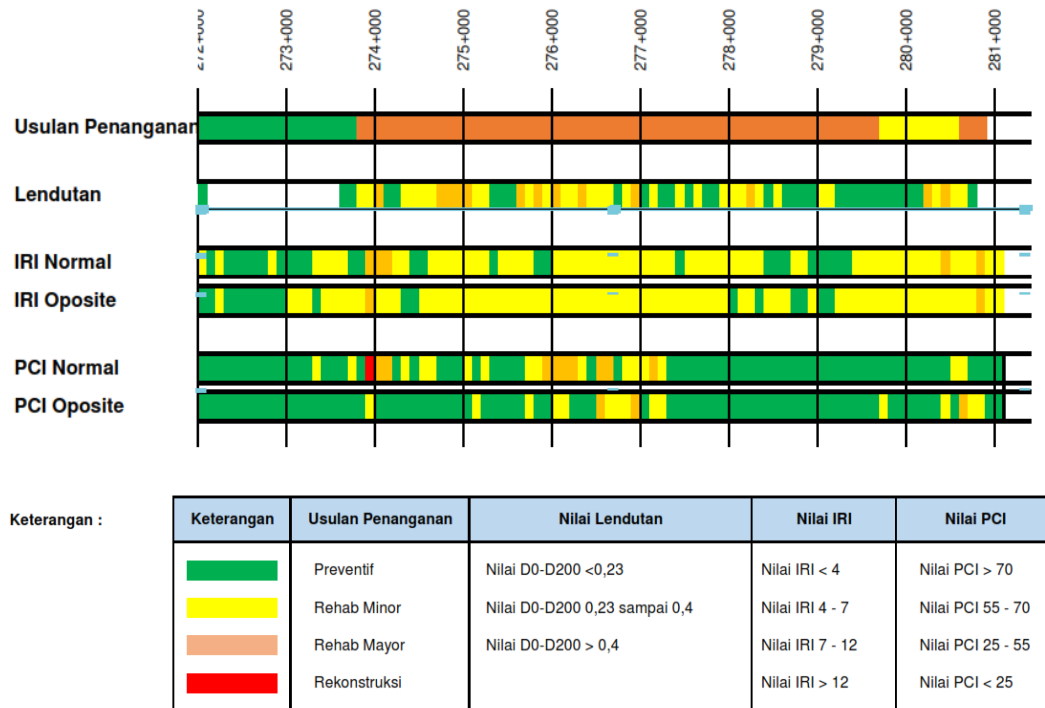 272+000 273+000 274+000 275+000 276+000 277+000 278+000 279+000 280+000 281+000
Usulan Penanganan
Lendutan
IRI Normal
IRI Oposite
PCI Normal
PCI Oposite
Keterangan :
Keterangan Usulan Penanganan Nilai Lendutan Nilai IRI Nilai PCI
Preventif Nilai D0-D200 <0,23 Nilai IRI < 4 Nilai PCI > 70
Rehab Minor Nilai D0-D200 0,23 sampai 0,4 Nilai IRI 4 - 7 Nilai PCI 55 - 70
Rehab Mayor Nilai D0-D200 > 0,4 Nilai IRI 7 - 12 Nilai PCI 25 - 55
Rekonstruksi Nilai IRI > 12 Nilai PCI < 25